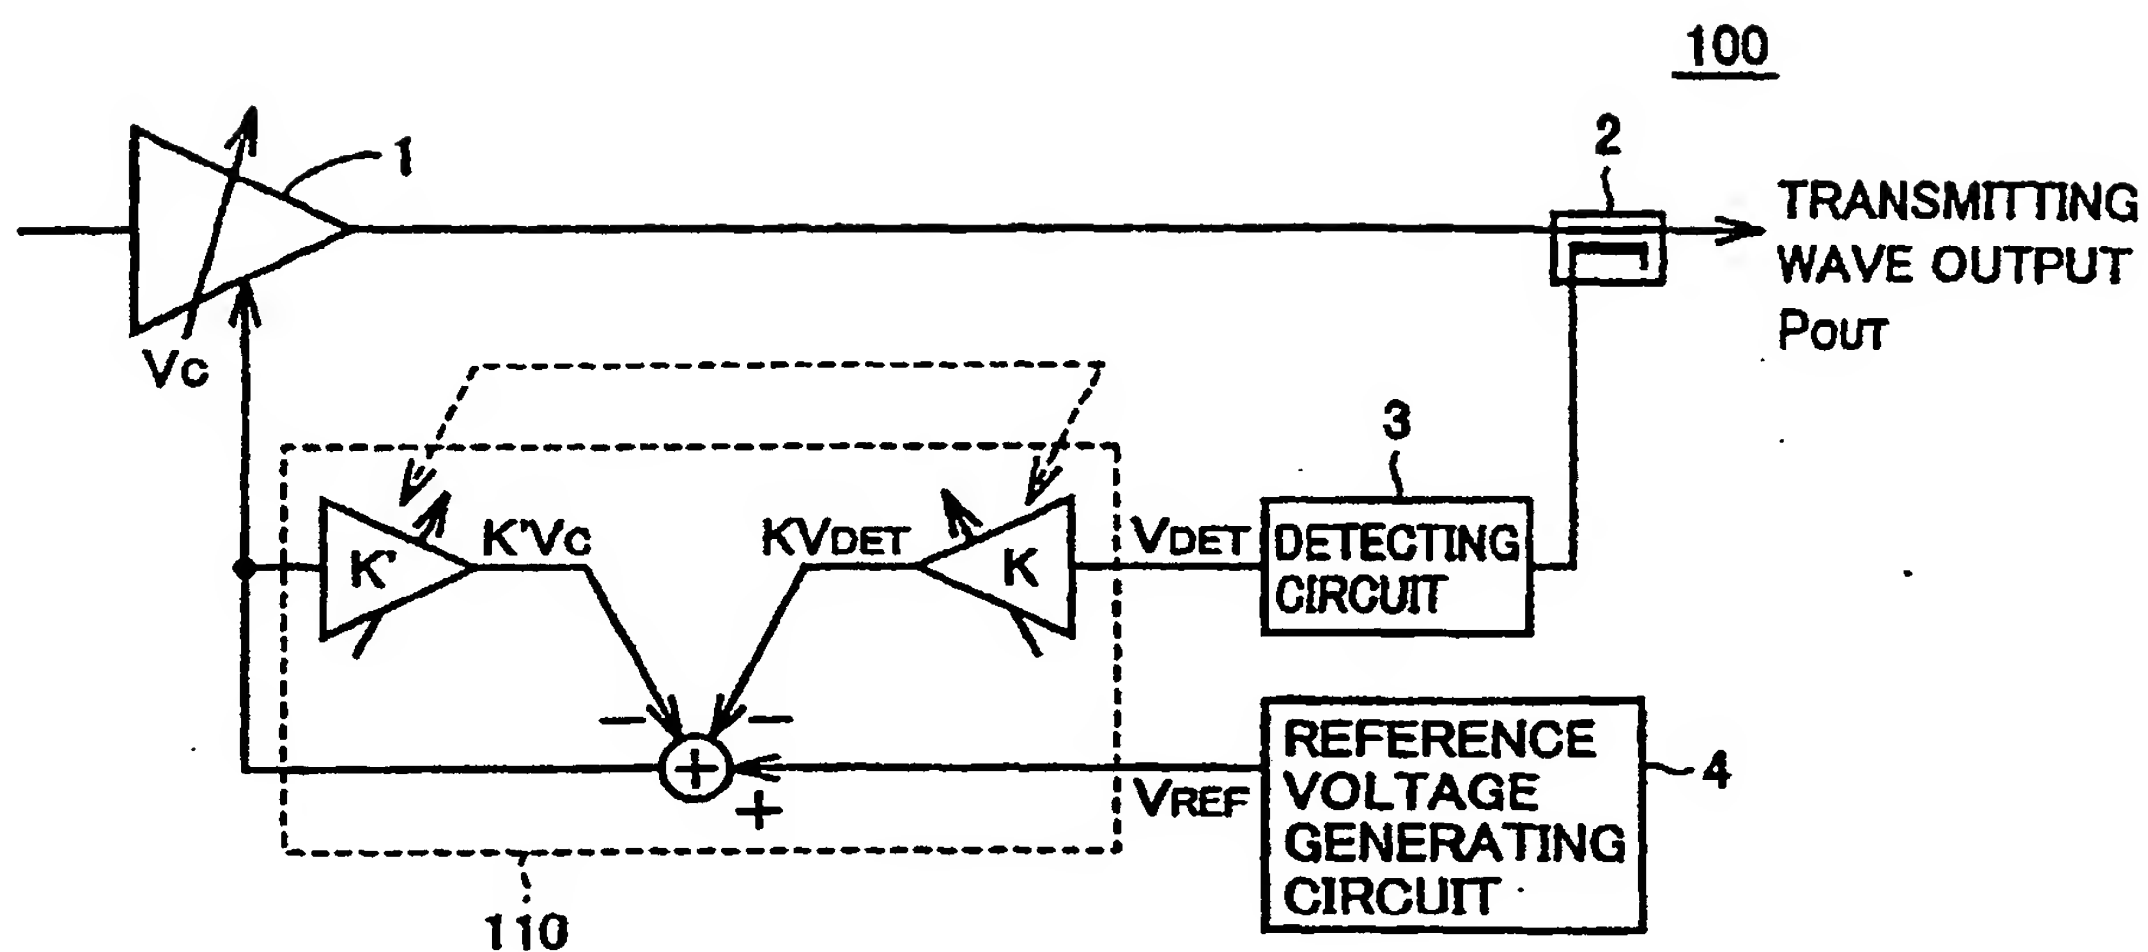 100
1
2
TRANSMITTING
WAVE OUTPUT
POUT
VC
3
K'
K'VC
KVDET
K
VDET
DETECTING
CIRCUIT
−
−
+
+
VREF
REFERENCE
VOLTAGE
GENERATING
CIRCUIT
4
110